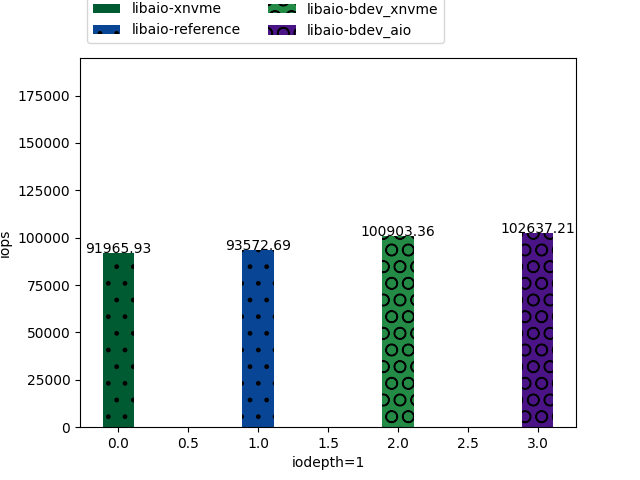 libaio-xnvme libaio-bdev_xnvme
libaio-reference libaio-bdev_aio
175000
150000
125000
100000
75000
50000
25000
0
iops
91965.93 93572.69 100903.36 102637.21
0.0 0.5 1.0 1.5 2.0 2.5 3.0
iodepth=1